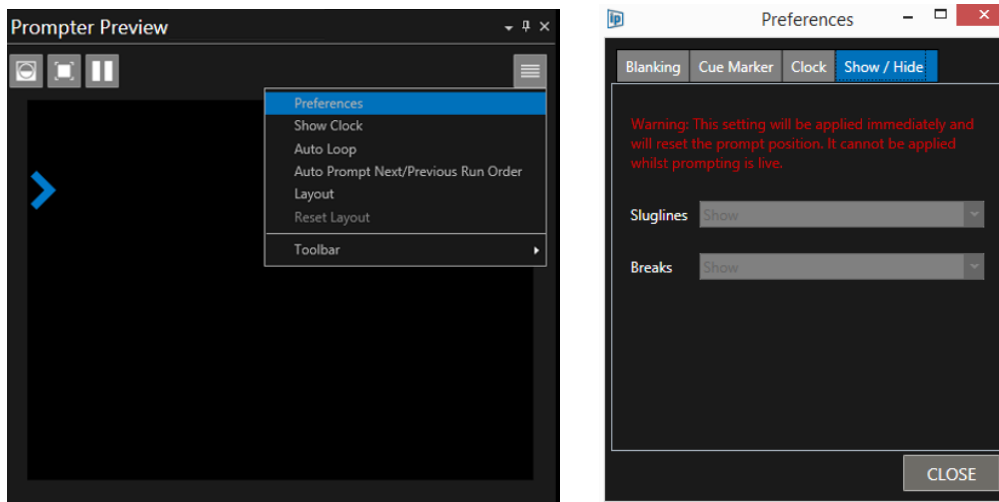 Prompter Preview
Preferences
Show Clock
Auto Loop
Auto Prompt Next/Previous Run Order
Layout
Reset Layout
Toolbar
ip
Preferences
Blanking
Cue Marker
Clock
Show / Hide
Warning: This setting will be applied immediately and
will reset the prompt position. It cannot be applied
whilst prompting is live.
Sluglines
Show
Breaks
Show
CLOSE